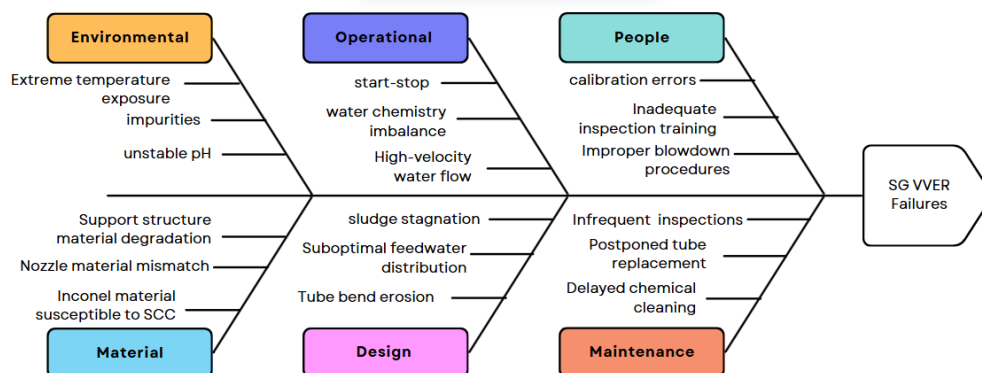 Environmental
Operational
People
Extreme temperature
exposure
impurities
unstable pH
start-stop
water chemistry
imbalance
High-velocity
water flow
calibration errors
Inadequate
inspection training
Improper blowdown
procedures
SG VVER
Failures
Support structure
material degradation
Nozzle material mismatch
Inconel material
susceptible to SCC
sludge stagnation
Suboptimal feedwater
distribution
Tube bend erosion
Infrequent inspections
Postponed tube
replacement
Delayed chemical
cleaning
Material
Design
Maintenance